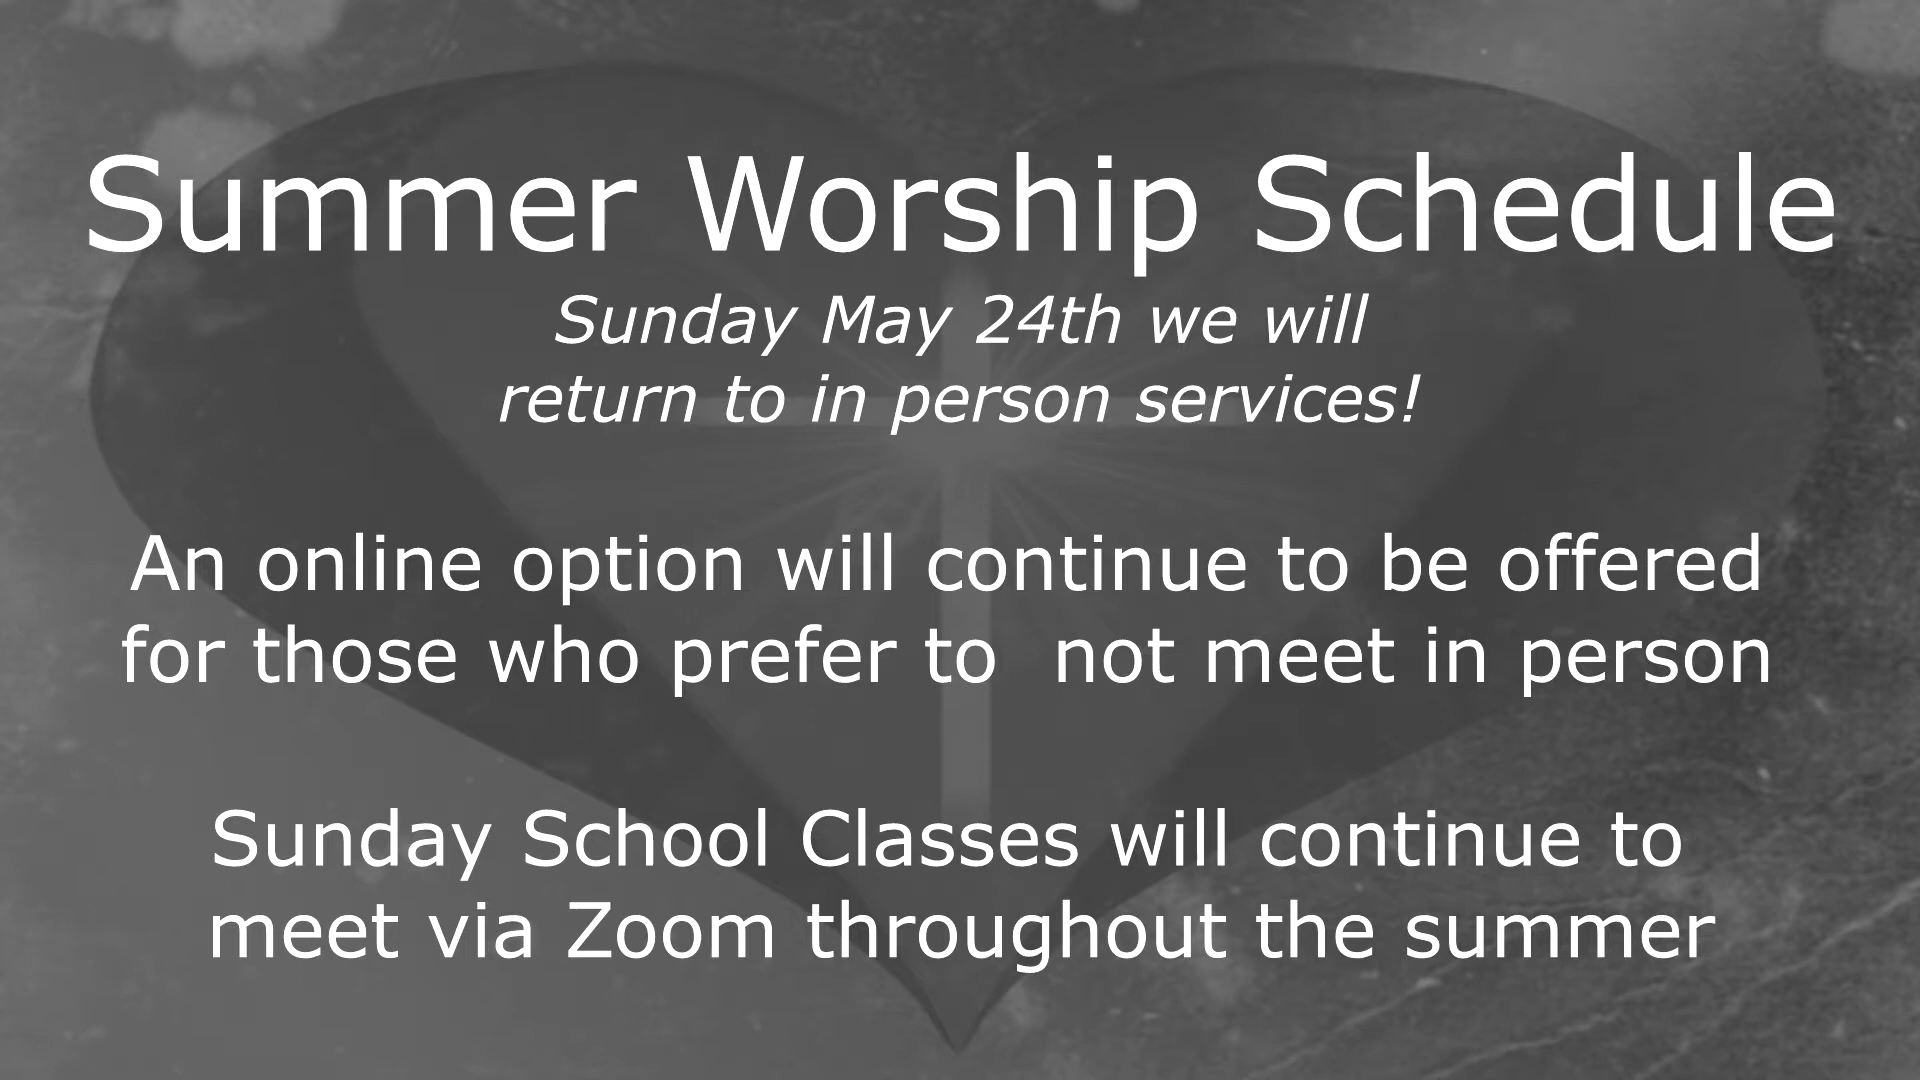 Summer Worship Schedule
Sunday May 24th we will
return to in person services!
An online option will continue to be offered
for those who prefer to  not meet in person
Sunday School Classes will continue to
meet via Zoom throughout the summer